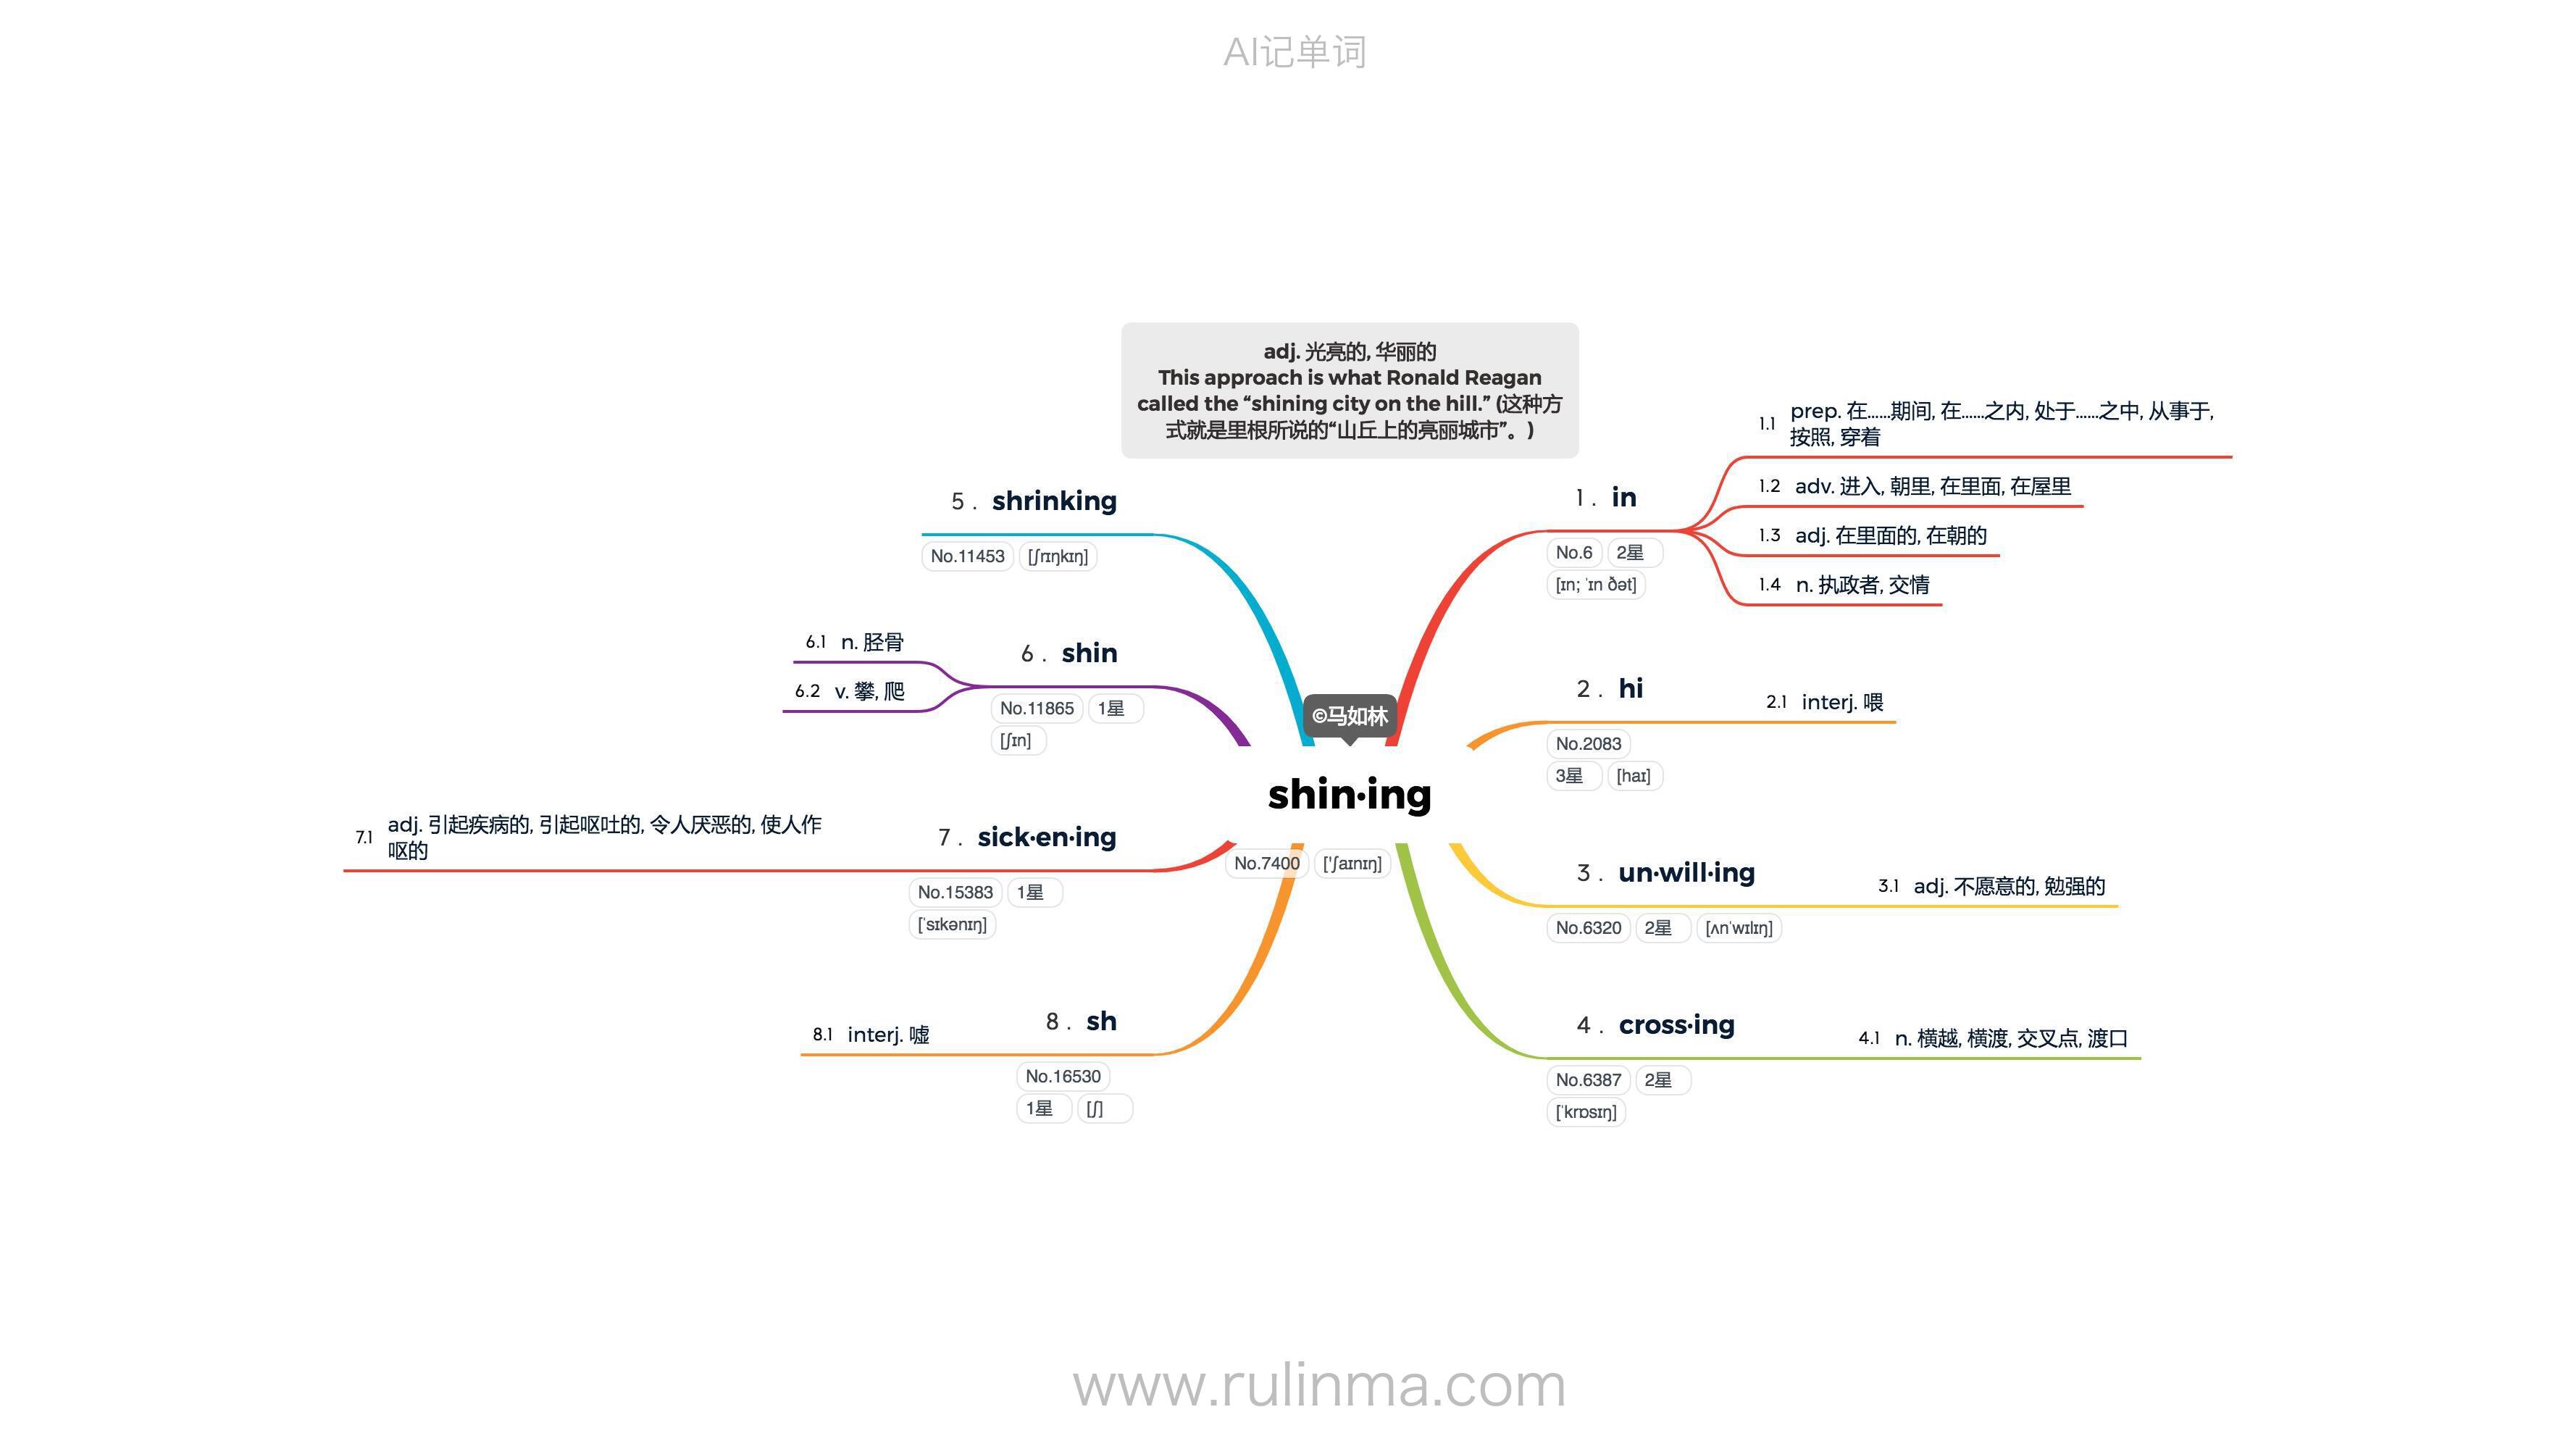 AI记单词
adj. 光亮的, 华丽的
This approach is what Ronald Reagan
called the “shining city on the hill.” (这种方
式就是里根所说的“山丘上的亮丽城市”。)
©马如林
shin·ing
No.7400 ['ʃaɪnɪŋ]
1 . in
No.6 2星
[ɪn; ˈɪn ðət]
1.1 prep. 在……期间, 在……之内, 处于……之中, 从事于,
按照, 穿着
1.2 adv. 进入, 朝里, 在里面, 在屋里
1.3 adj. 在里面的, 在朝的
1.4 n. 执政者, 交情
2 . hi
No.2083
3星 [haɪ]
2.1 interj. 喂
3 . un·will·ing
No.6320 2星 [ʌnˈwɪlɪŋ]
3.1 adj. 不愿意的, 勉强的
4 . cross·ing
No.6387 2星
[ˈkrɒsɪŋ]
4.1 n. 横越, 横渡, 交叉点, 渡口
5 . shrinking
No.11453 [ʃrɪŋkɪŋ]
6 . shin
No.11865 1星
[ʃɪn]
6.1 n. 胫骨
6.2 v. 攀, 爬
7 . sick·en·ing
No.15383 1星
[ˈsɪkənɪŋ]
7.1 adj. 引起疾病的, 引起呕吐的, 令人厌恶的, 使人作
呕的
8 . sh
No.16530
1星 [ʃ]
8.1 interj. 嘘
www.rulinma.com